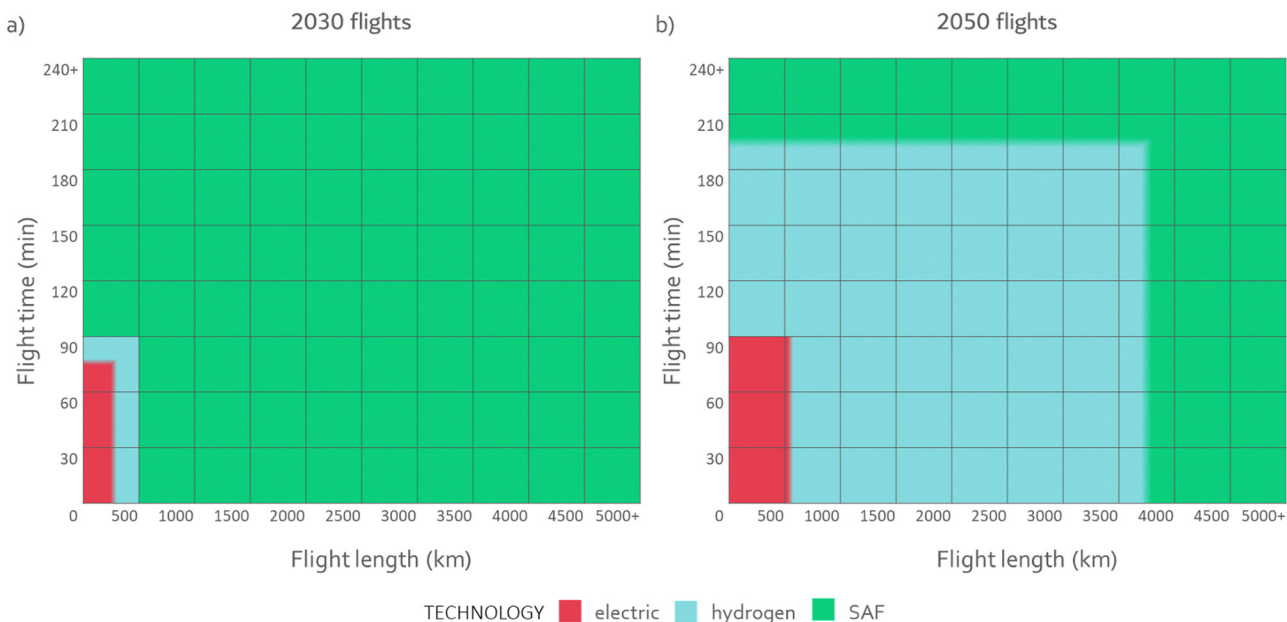 a)
2030 flights
240+
210
180
150
120
90
60
30
Flight time (min)
0 500 1000 1500 2000 2500 3000 3500 4000 4500 5000+
Flight length (km)
b)
2050 flights
240+
210
180
150
120
90
60
30
Flight time (min)
0 500 1000 1500 2000 2500 3000 3500 4000 4500 5000+
Flight length (km)
TECHNOLOGY electric hydrogen SAF